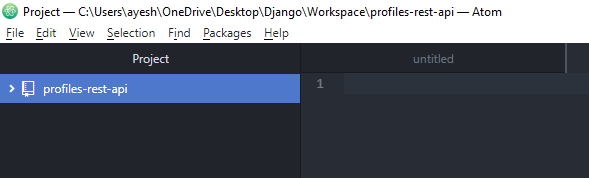 Project — C:\Users\ayesh\OneDrive\Desktop\Django\Workspace\profiles-rest-api — Atom
File Edit View Selection Find Packages Help
Project untitled
profiles-rest-api 1